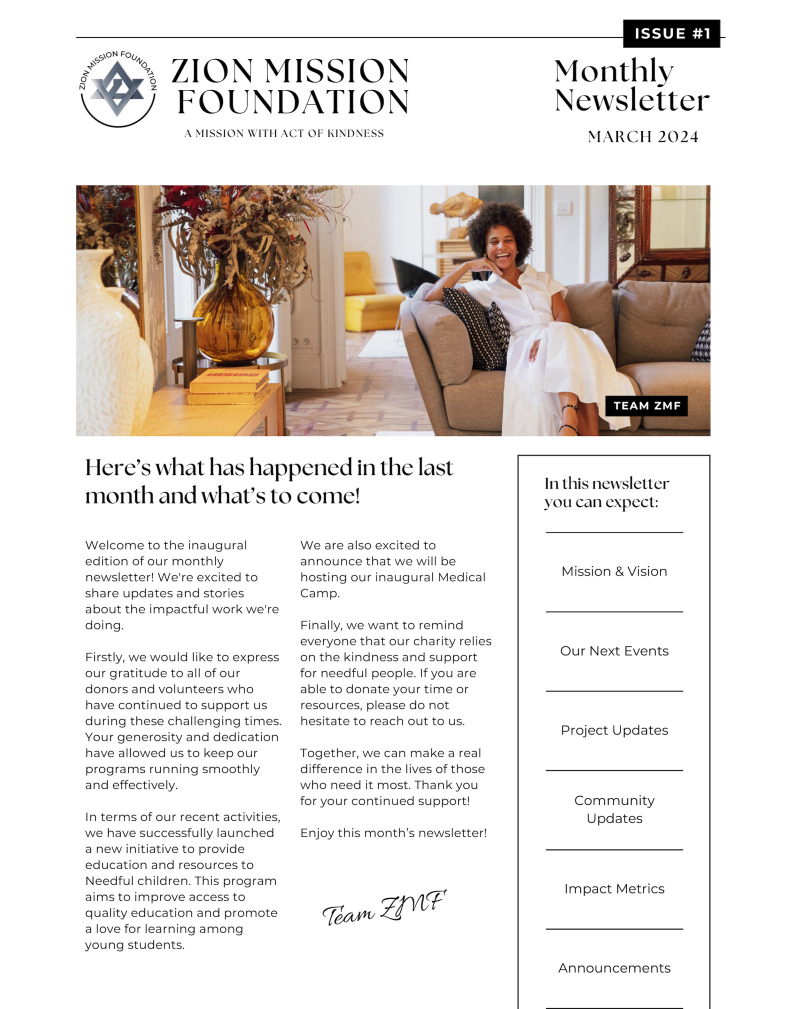 ISSUE #1
ZION MISSION FOUNDATION
ZION MISSION
FOUNDATION
A MISSION WITH ACT OF KINDNESS
Monthly
Newsletter
MARCH 2024
TEAM ZMF
Here's what has happened in the last
month and what's to come!
Welcome to the inaugural
edition of our monthly
newsletter! We're excited to
share updates and stories
about the impactful work we're
doing.
Firstly, we would like to express
our gratitude to all of our
donors and volunteers who
have continued to support us
during these challenging times.
Your generosity and dedication
have allowed us to keep our
programs running smoothly
and effectively.
In terms of our recent activities,
we have successfully launched
a new initiative to provide
education and resources to
Needful children. This program
aims to improve access to
quality education and promote
a love for learning among
young students.
We are also excited to
announce that we will be
hosting our inaugural Medical
Camp.
Finally, we want to remind
everyone that our charity relies
on the kindness and support
for needful people. If you are
able to donate your time or
resources, please do not
hesitate to reach out to us.
Together, we can make a real
difference in the lives of those
who need it most. Thank you
for your continued support!
Enjoy this month's newsletter!
Team ZMF
In this newsletter
you can expect:
Mission & Vision
Our Next Events
Project Updates
Community
Updates
Impact Metrics
Announcements